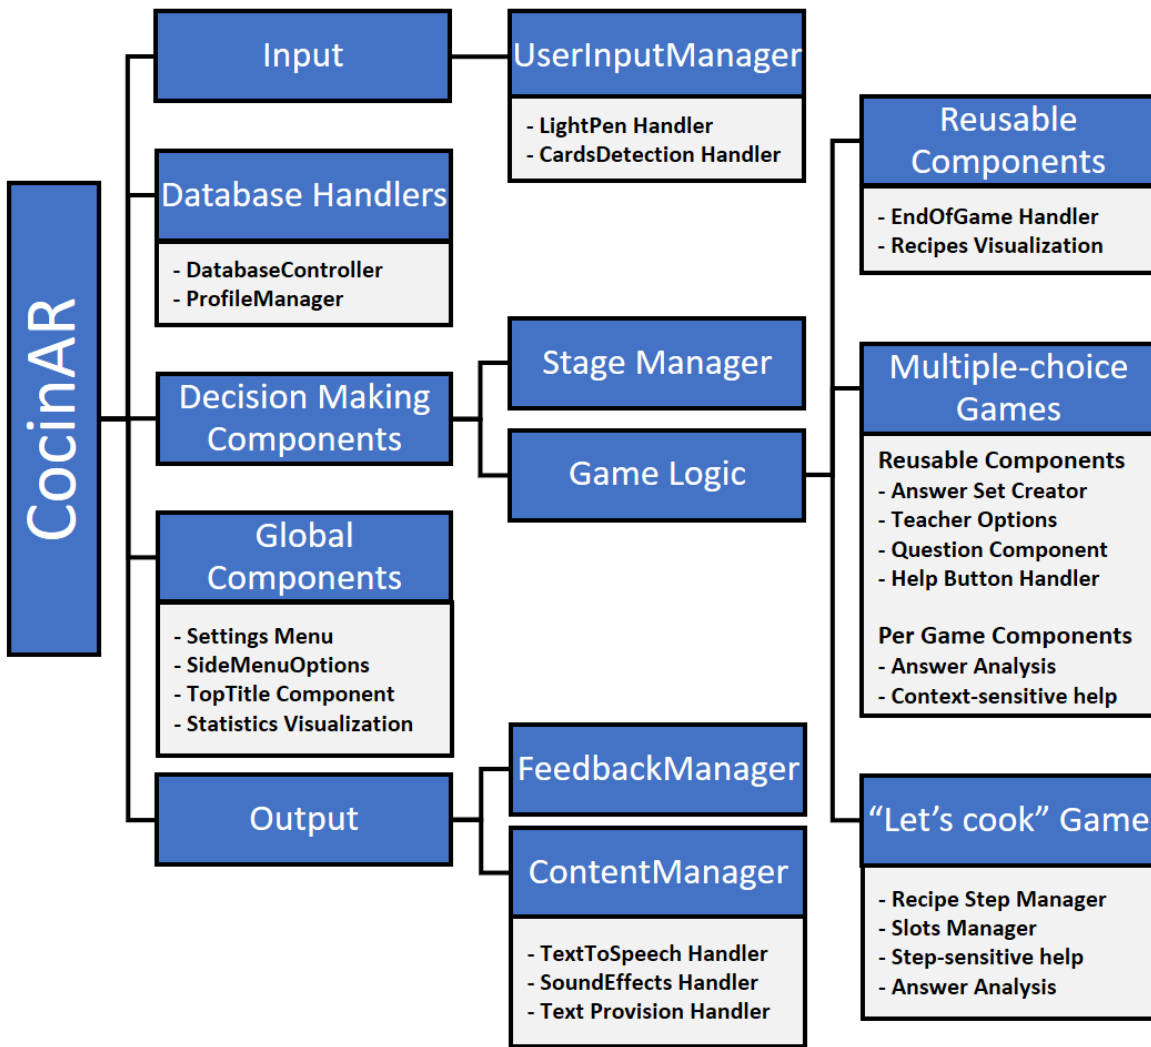 CocinAR
Input
UserInputManager
- LightPen Handler
- CardsDetection Handler
Database Handlers
- DatabaseController
- ProfileManager
Decision Making
Components
Stage Manager
Game Logic
Reusable
Components
- EndOfGame Handler
- Recipes Visualization
Multiple-choice
Games
Reusable Components
- Answer Set Creator
- Teacher Options
- Question Component
- Help Button Handler
Per Game Components
- Answer Analysis
- Context-sensitive help
“Let’s cook” Game
- Recipe Step Manager
- Slots Manager
- Step-sensitive help
- Answer Analysis
Global
Components
- Settings Menu
- SideMenuOptions
- TopTitle Component
- Statistics Visualization
Output
FeedbackManager
ContentManager
- TextToSpeech Handler
- SoundEffects Handler
- Text Provision Handler